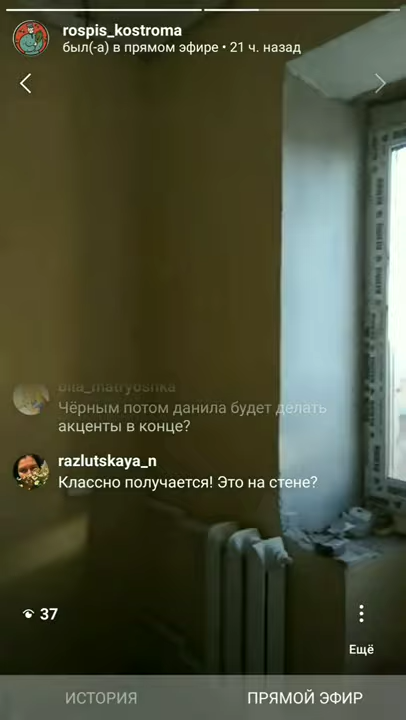 rospis_kostroma
был(-а) в прямом эфире • 21 ч. назад
bila_matryoshka
Чёрным потом данила будет делать
акценты в конце?
razlutskaya_n
Классно получается! Это на стене?
37
Ещё
ИСТОРИЯ
ПРЯМОЙ ЭФИР